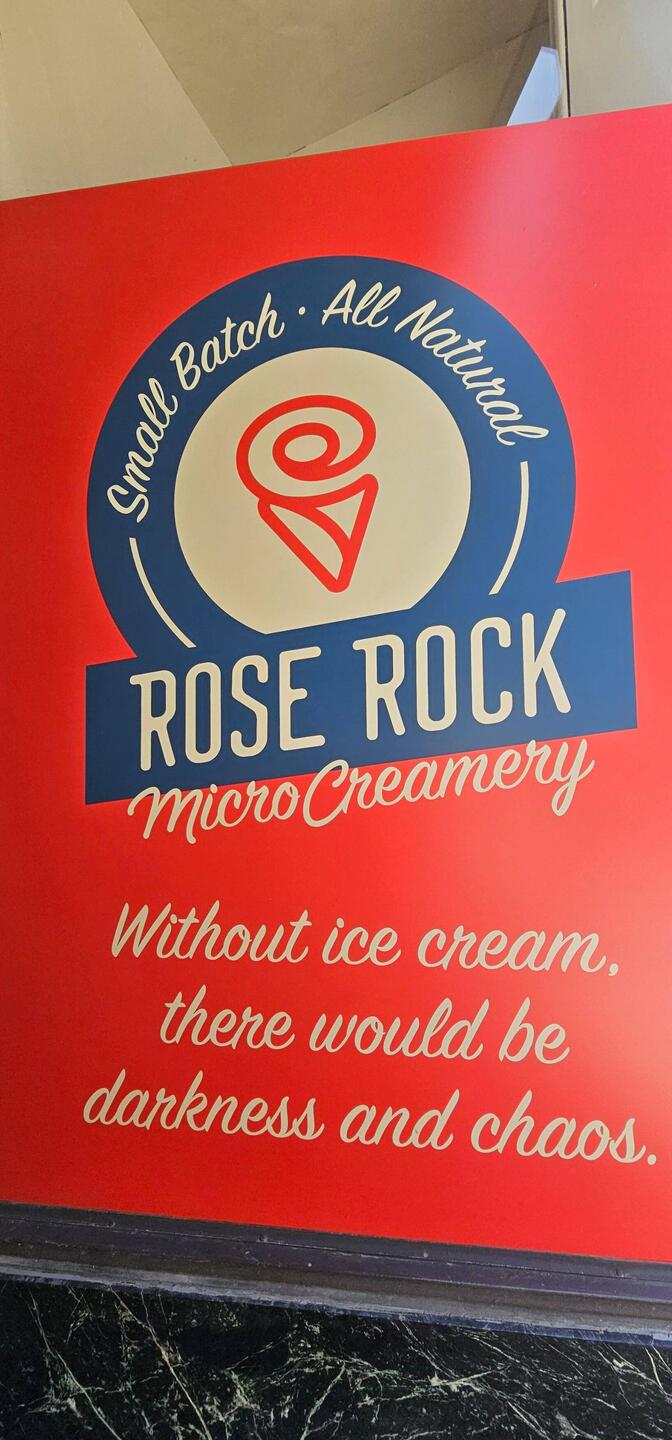 Small Batch · All Natural
ROSE ROCK
MicroCreamery
Without ice cream,
there would be
darkness and chaos.